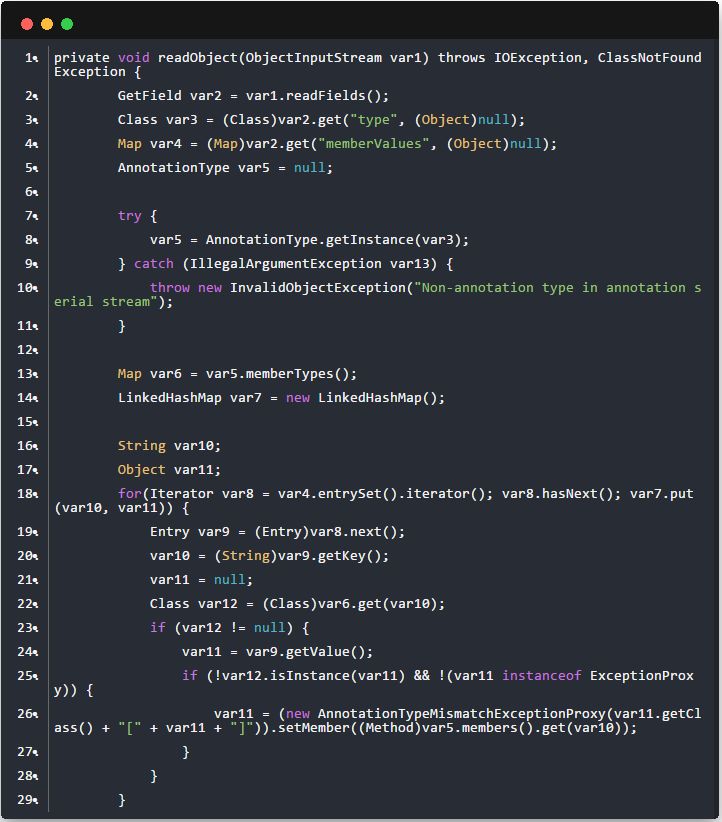 1 private void readObject(ObjectInputStream var1) throws IOException, ClassNotFound
Exception {
2 GetField var2 = var1.readFields();
3 Class var3 = (Class)var2.get("type", (Object)null);
4 Map var4 = (Map)var2.get("memberValues", (Object)null);
5 AnnotationType var5 = null;
6
7 try {
8 var5 = AnnotationType.getInstance(var3);
9 } catch (IllegalArgumentException var13) {
10 throw new InvalidObjectException("Non-annotation type in annotation s
erial stream");
11 }
12
13 Map var6 = var5.memberTypes();
14 LinkedHashMap var7 = new LinkedHashMap();
15
16 String var10;
17 Object var11;
18 for(Iterator var8 = var4.entrySet().iterator(); var8.hasNext(); var7.put
(var10, var11)) {
19 Entry var9 = (Entry)var8.next();
20 var10 = (String)var9.getKey();
21 var11 = null;
22 Class var12 = (Class)var6.get(var10);
23 if (var12 != null) {
24 var11 = var9.getValue();
25 if (!var12.isInstance(var11) && !(var11 instanceof ExceptionProx
y)) {
26 var11 = (new AnnotationTypeMismatchExceptionProxy(var11.getCl
ass() + "[" + var11 + "]")).setMember((Method)var5.members().get(var10));
27 }
28 }
29 }